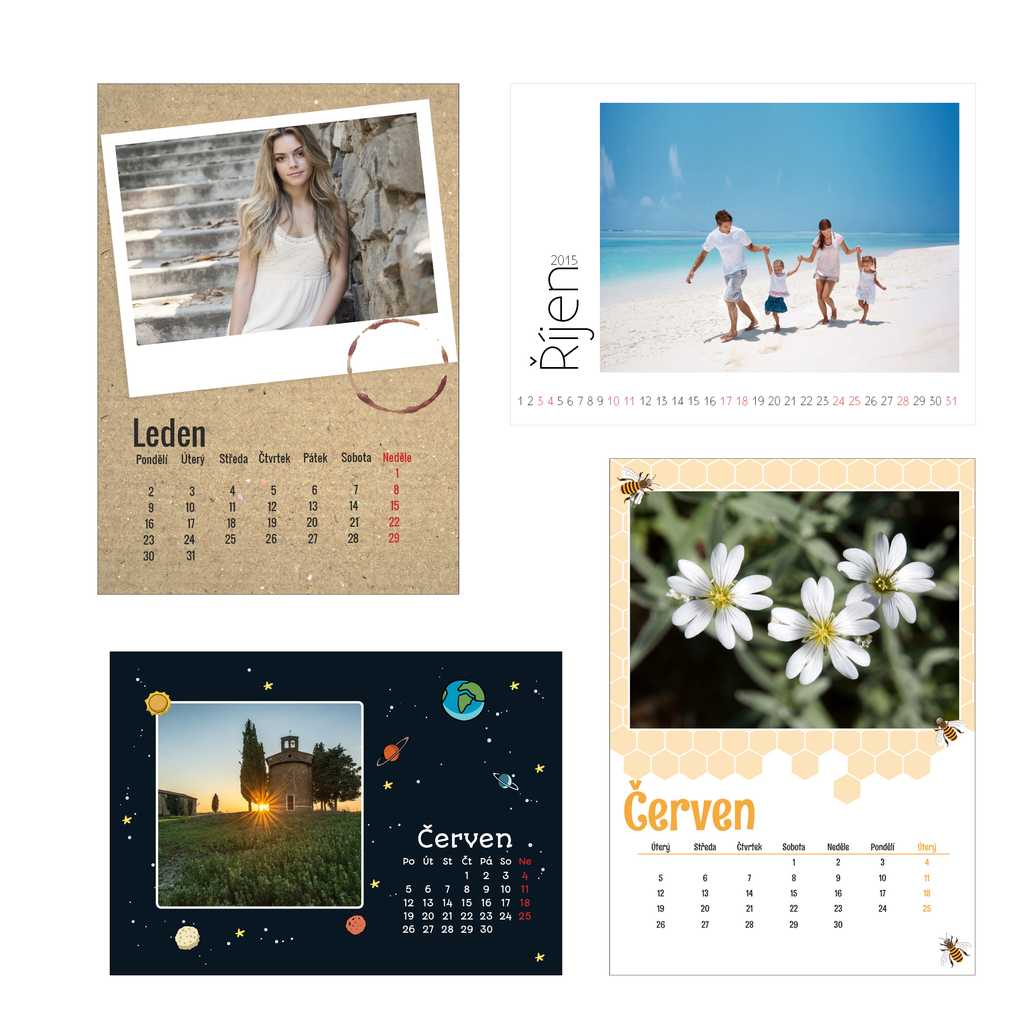 Leden
Pondělí Úterý Středa Čtvrtek Pátek Sobota Neděle
1
2 3 4 5 6 7 8
9 10 11 12 13 14 15
16 17 18 19 20 21 22
23 24 25 26 27 28 29
30 31
Říjen
2015
1 2 3 4 5 6 7 8 9 10 11 12 13 14 15 16 17 18 19 20 21 22 23 24 25 26 27 28 29 30 31
Červen
Po Út St Čt Pá So Ne
1 2 3 4
5 6 7 8 9 10 11
12 13 14 15 16 17 18
19 20 21 22 23 24 25
26 27 28 29 30
Červen
Úterý Středa Čtvrtek Sobota Neděle Pondělí Úterý
1 2 3 4
5 6 7 8 9 10 11
12 13 14 15 16 17 18
19 20 21 22 23 24 25
26 27 28 29 30